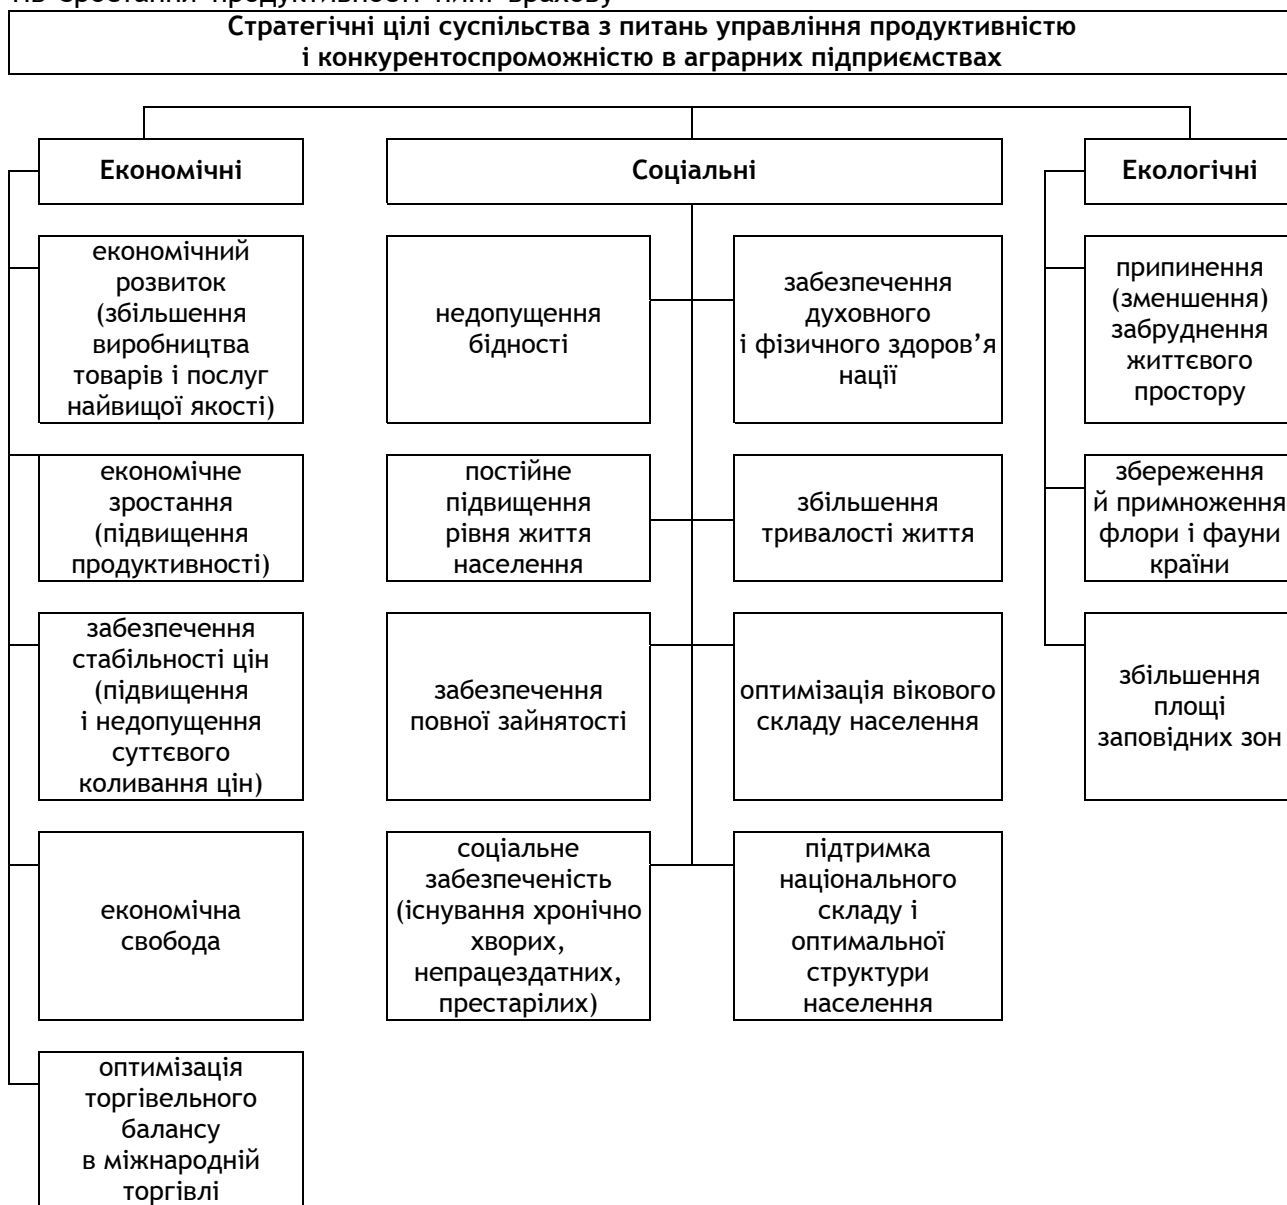 Стратегічні цілі суспільства з питань управління продуктивністю
і конкурентоспроможністю в аграрних підприємствах
Економічні
Соціальні
Екологічні
економічний
розвиток
(збільшення
виробництва
товарів і послуг
найвищої якості)
недопущення
бідності
забезпечення
духовного
і фізичного здоров’я
нації
припинення
(зменшення)
забруднення
життєвого
простору
економічне
зростання
(підвищення
продуктивності)
постійне
підвищення
рівня життя
населення
збільшення
тривалості життя
збереження
й примноження
флори і фауни
країни
забезпечення
стабільності цін
(підвищення
і недопущення
суттєвого
коливання цін)
забезпечення
повної зайнятості
оптимізація вікового
складу населення
збільшення
площі
заповідних зон
економічна
свобода
соціальне
забезпеченість
(існування хронічно
хворих,
непрацездатних,
престарілих)
підтримка
національного
складу і
оптимальної
структури
населення
оптимізація
торгівельного
балансу
в міжнародній
торгівлі